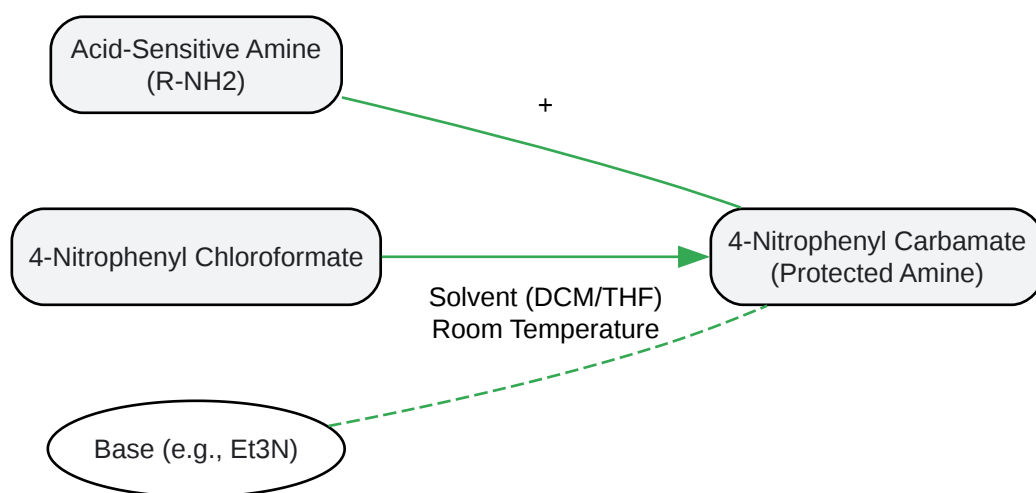 Acid-Sensitive Amine
(R-NH2)
+
4-Nitrophenyl Chloroformate
4-Nitrophenyl Carbamate
(Protected Amine)
Solvent (DCM/THF)
Room Temperature
Base (e.g., Et3N)